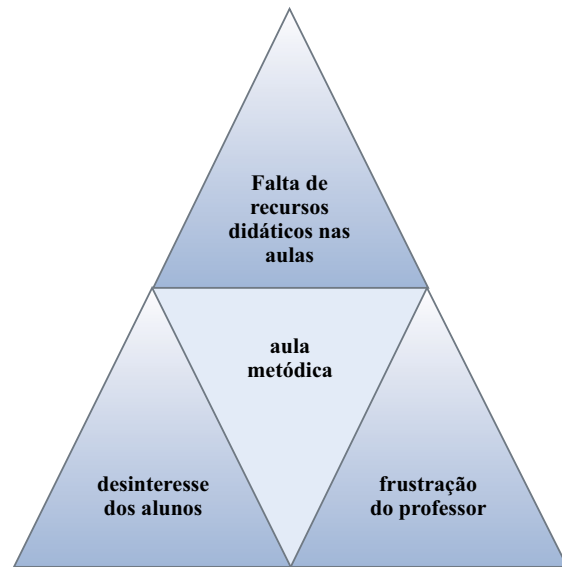 Falta de
recursos
didáticos nas
aulas
aula
metódica
desinteresse
dos alunos
frustração
do professor